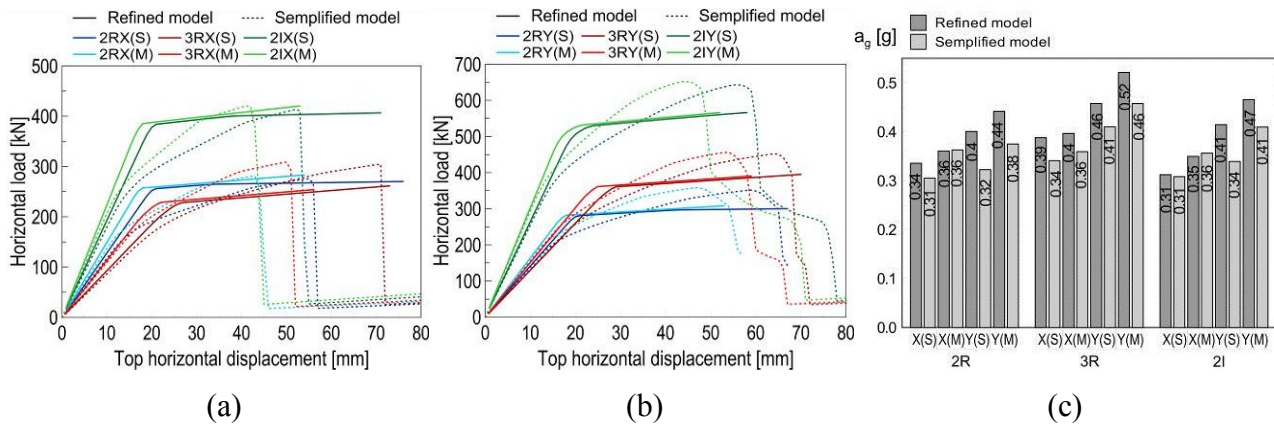 Refined model Semplified model
2RX(S) 3RX(S) 2IX(S)
2RX(M) 3RX(M) 2IX(M)
500
400
300
200
100
0
Horizontal load [kN]
0 10 20 30 40 50 60 70 80
Top horizontal displacement [mm]
(a)
Refined model Semplified model
2RY(S) 3RY(S) 2IY(S)
2RY(M) 3RY(M) 2IY(M)
700
600
500
400
300
200
100
0
Horizontal load [kN]
0 10 20 30 40 50 60 70 80
Top horizontal displacement [mm]
(b)
Refined model
ag [g] Semplified model
0.5
0.4
0.3
0.2
0.1
0.0
0.34 0.31 0.36 0.36 0.4 0.32 0.44 0.38
0.39 0.34 0.4 0.36 0.46 0.41 0.52 0.46
0.31 0.31 0.35 0.36 0.41 0.34 0.47 0.41
X(S) X(M) Y(S) Y(M) X(S) X(M) Y(S) Y(M) X(S) X(M) Y(S) Y(M)
2R 3R 2I
(c)